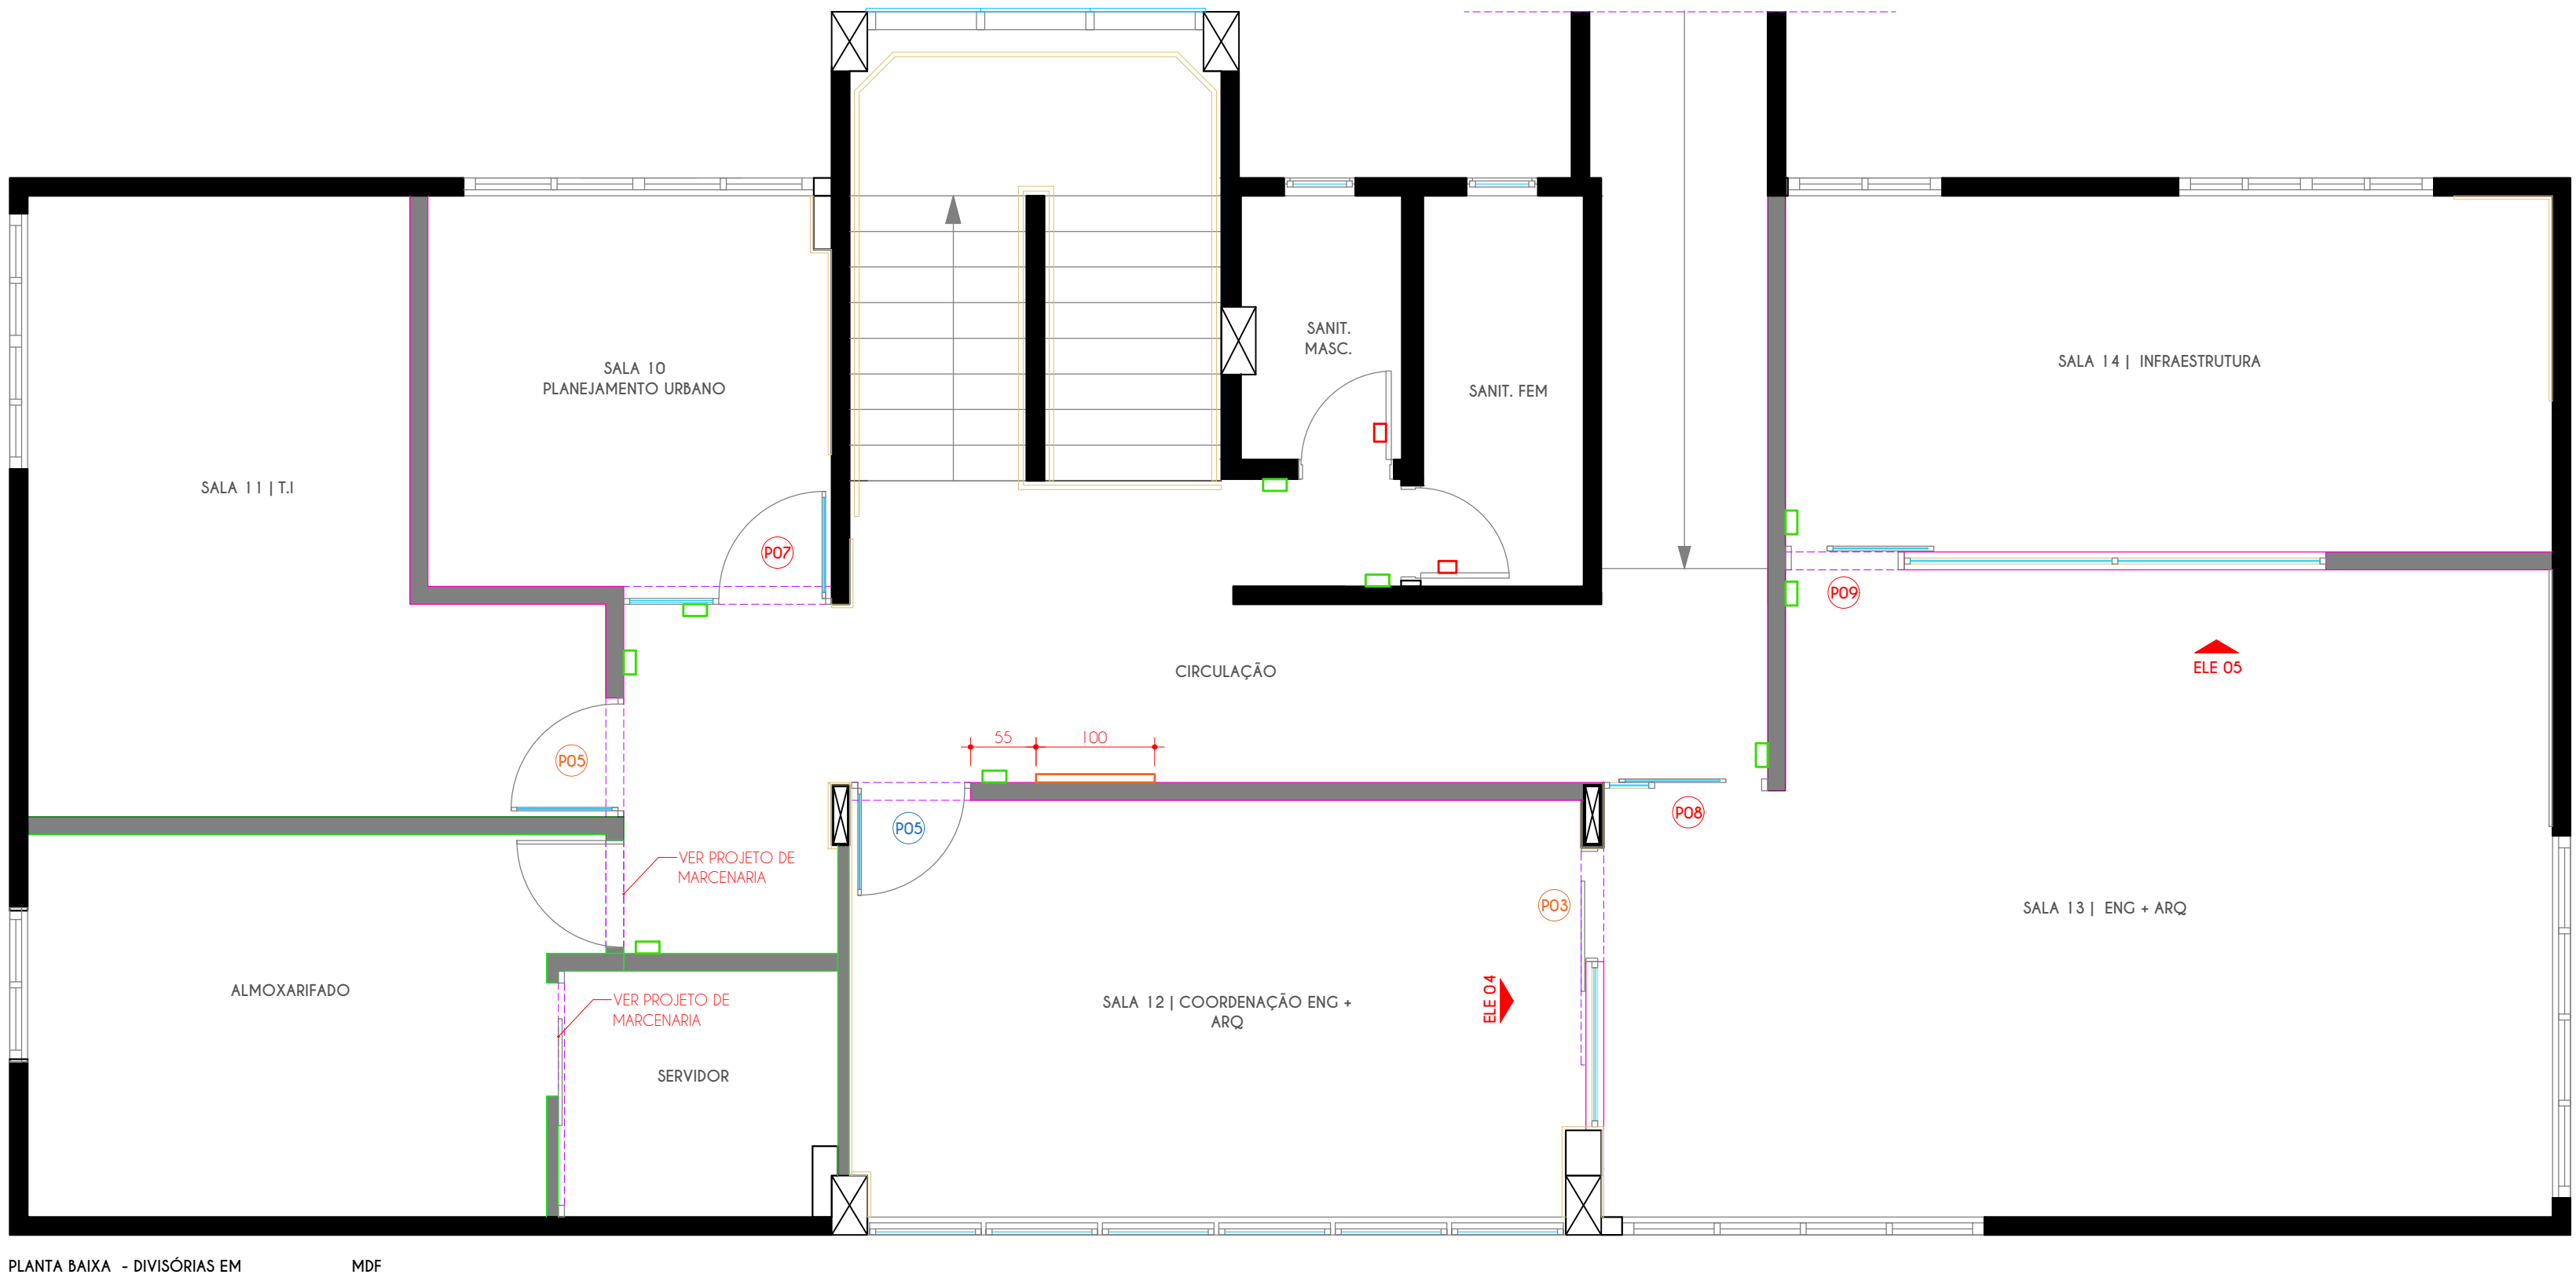 SANIT.
MASC.
SALA 10
PLANEJAMENTO URBANO
SALA 14 |  INFRAESTRUTURA
SANIT. FEM
SALA 11 | T.I
P07
P09
CIRCULAÇÃO
ELE 05
55
100
P05
P08
P05
VER PROJETO DE
MARCENARIA
P03
SALA 13 |  ENG + ARQ
ALMOXARIFADO
VER PROJETO DE
MARCENARIA
SALA 12 | COORDENAÇÃO ENG +
ARQ
ELE 04
SERVIDOR
PLANTA BAIXA  - DIVISÓRIAS EM MDF